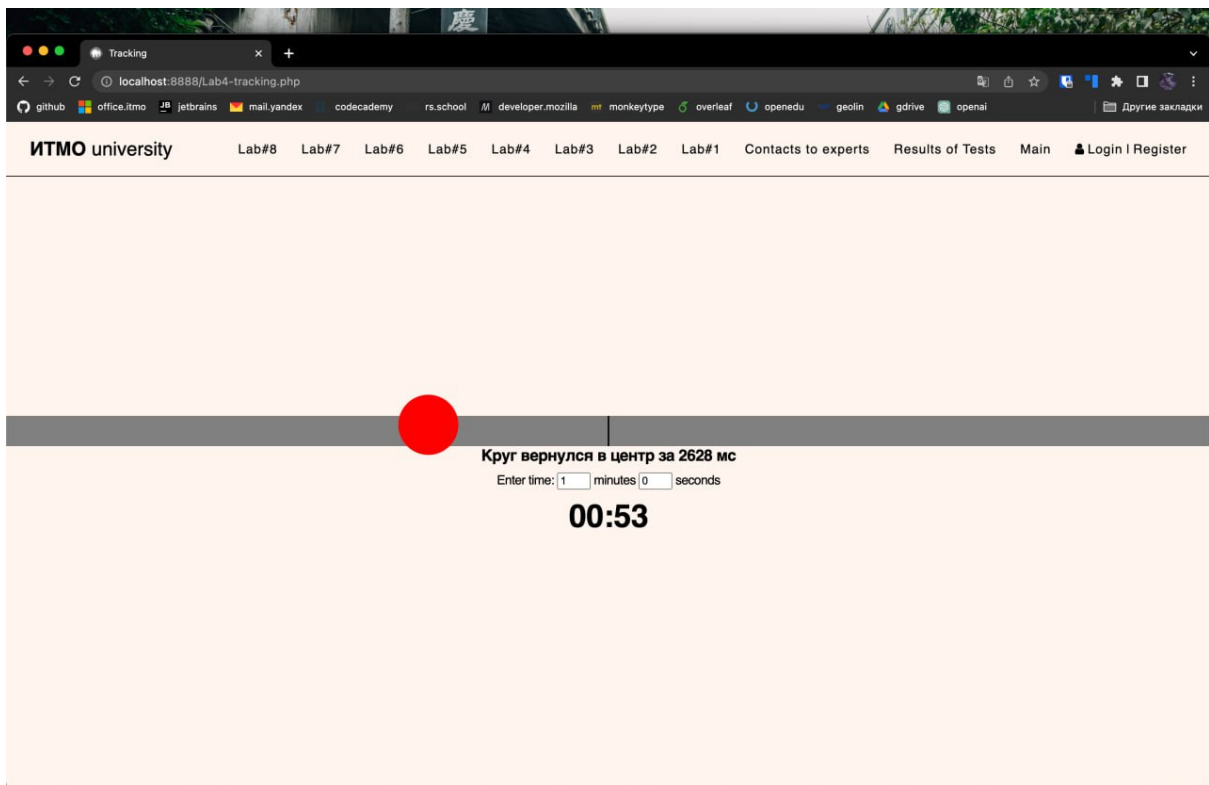 慶
Tracking
localhost:8888/Lab4-tracking.php
github office.itmo JB jetbrains mail.yandex codecademy rs.school M developer.mozilla mt monkeytype overleaf openedu geolin gdrive openai Другие закладки
ИТМО university Lab#8 Lab#7 Lab#6 Lab#5 Lab#4 Lab#3 Lab#2 Lab#1 Contacts to experts Results of Tests Main Login | Register
Круг вернулся в центр за 2628 мс
Enter time: 1 minutes 0 seconds
00:53